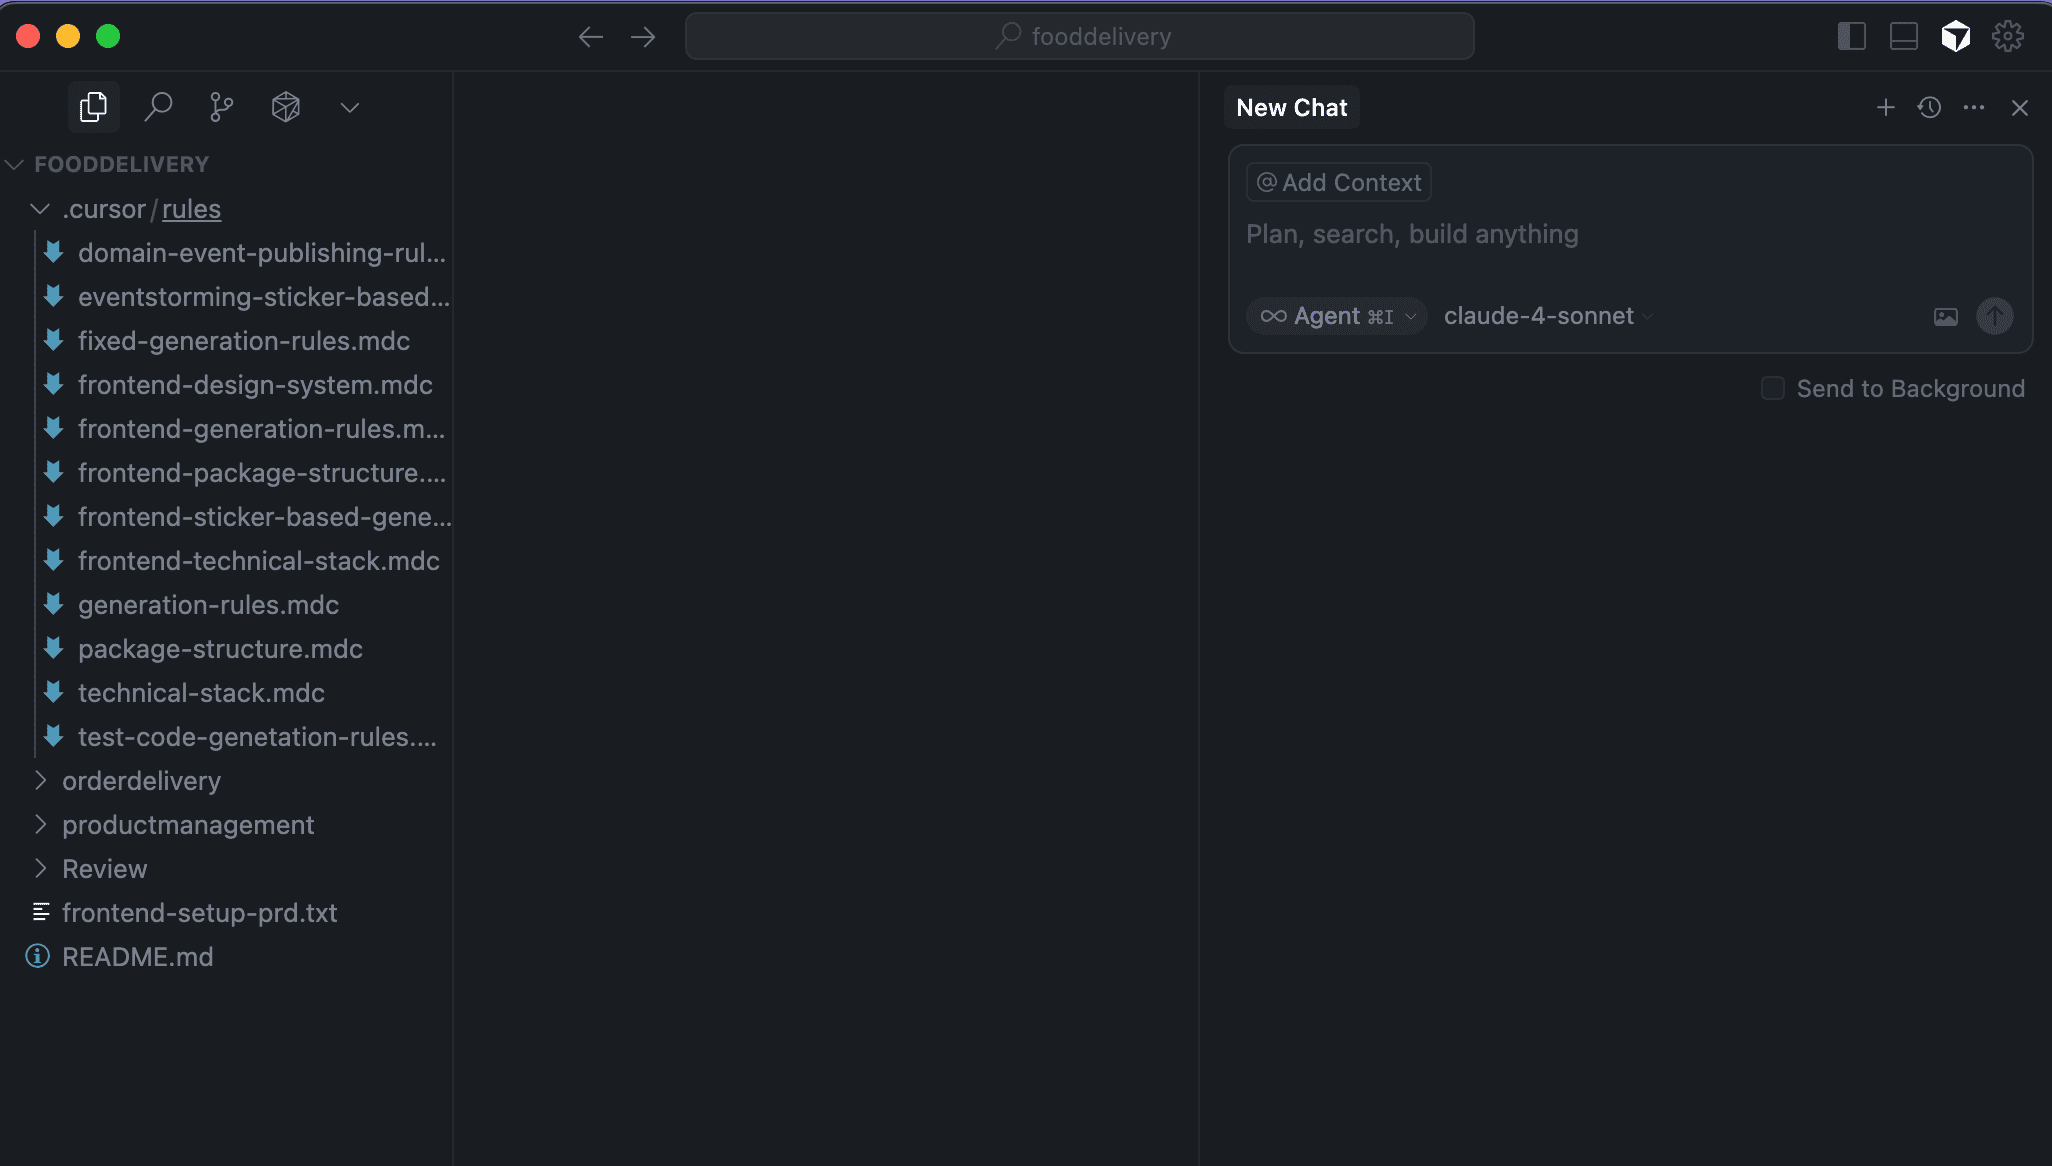 fooddelivery
FOODDELIVERY
.cursor/rules
domain-event-publishing-rul...
eventstorming-sticker-based...
fixed-generation-rules.mdc
frontend-design-system.mdc
frontend-generation-rules.m...
frontend-package-structure....
frontend-sticker-based-gene...
frontend-technical-stack.mdc
generation-rules.mdc
package-structure.mdc
technical-stack.mdc
test-code-genetation-rules....
orderdelivery
productmanagement
Review
frontend-setup-prd.txt
README.md
New Chat
@ Add Context
Plan, search, build anything
∞ Agent ⌘I claude-4-sonnet
Send to Background